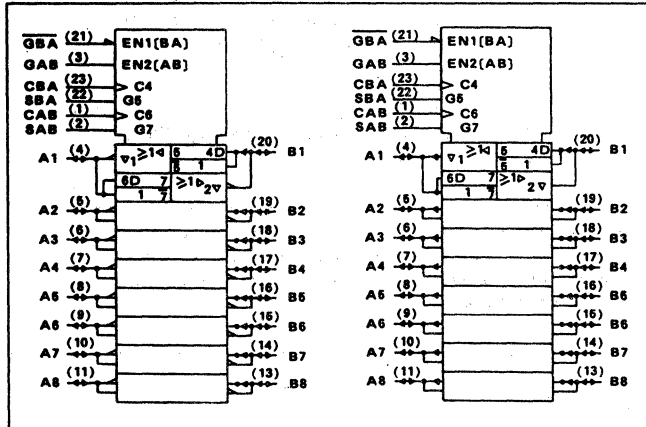 GBA (21) EN1[BA]
GAB (3) EN2[AB]
CBA (23) C4
SBA (22) G5
CAB (1) C6
SAB (2) G7
A1 (4) ▽1 ≥1◁ 5 4D (20) B1
5 1
6D 7 ≥1▷ 2▽
1 7
A2 (5) (19) B2
A3 (6) (18) B3
A4 (7) (17) B4
A5 (8) (16) B5
A6 (9) (15) B6
A7 (10) (14) B7
A8 (11) (13) B8
GBA (21) EN1[BA]
GAB (3) EN2[AB]
CBA (23) C4
SBA (22) G5
CAB (1) C6
SAB (2) G7
A1 (4) ▽1 ≥1◁ 5 4D (20) B1
5 1
6D 7 ≥1▷ 2▽
1 7
A2 (5) (19) B2
A3 (6) (18) B3
A4 (7) (17) B4
A5 (8) (16) B5
A6 (9) (15) B6
A7 (10) (14) B7
A8 (11) (13) B8